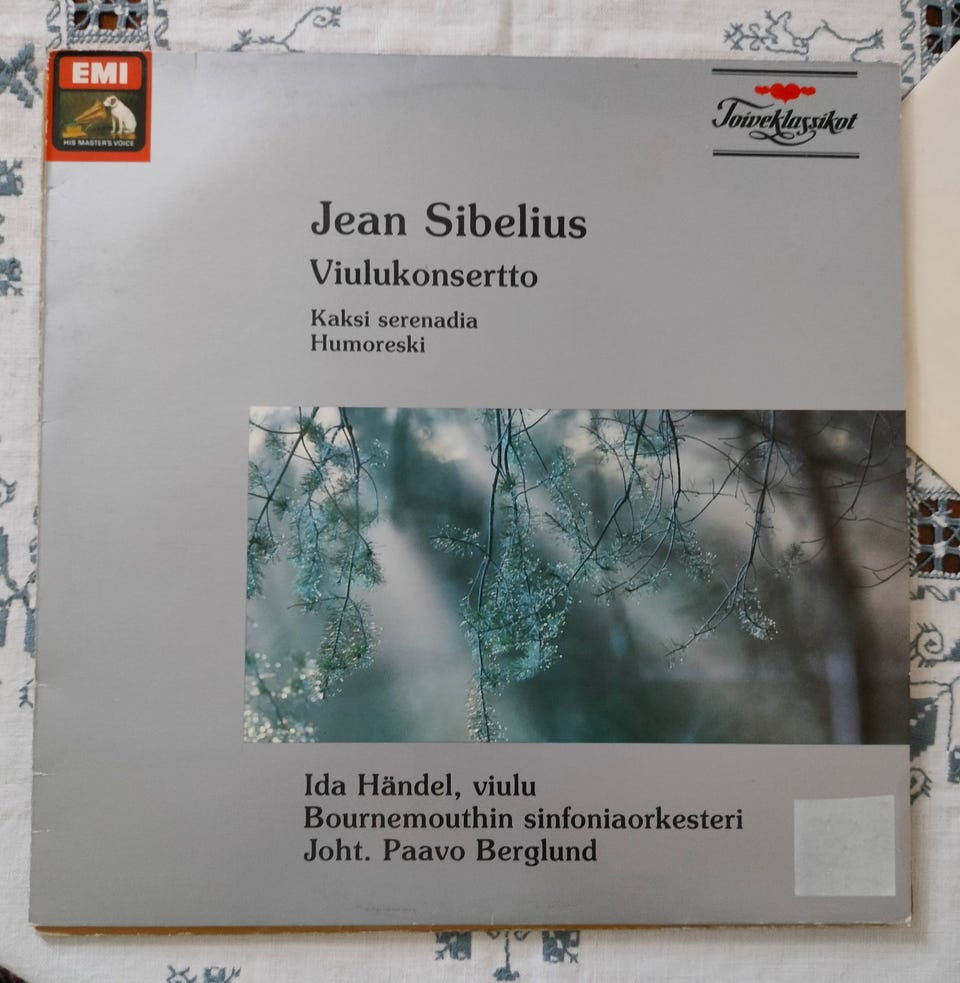 EMI
HIS MASTER'S VOICE
Toiveklassikot
Jean Sibelius
Viulukonsertto
Kaksi serenadia
Humoreski
Ida Händel, viulu
Bournemouthin sinfoniaorkesteri
Joht. Paavo Berglund